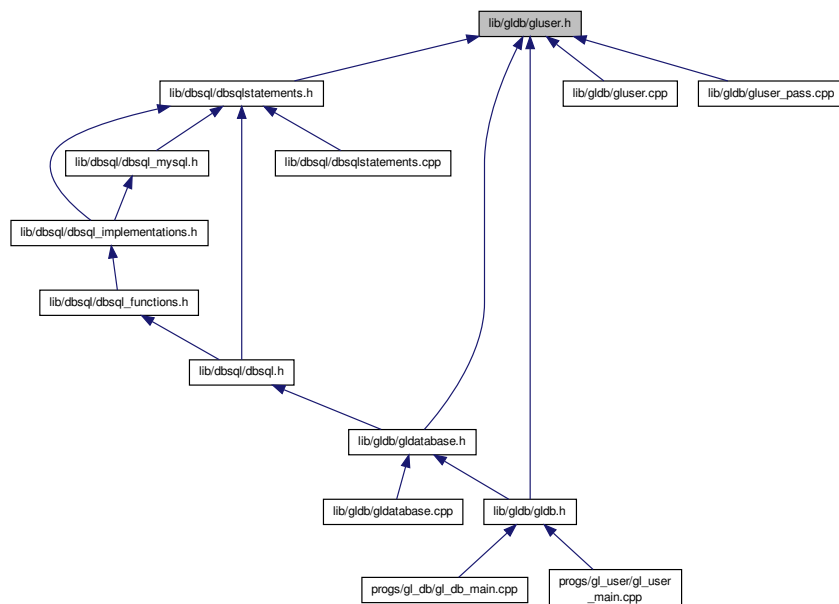 lib/gldb/gluser.h
lib/dbsql/dbsqlstatements.h
lib/gldb/gluser.cpp
lib/gldb/gluser_pass.cpp
lib/dbsql/dbsql_mysql.h
lib/dbsql/dbsqlstatements.cpp
lib/dbsql/dbsql_implementations.h
lib/dbsql/dbsql_functions.h
lib/dbsql/dbsql.h
lib/gldb/gldatabase.h
lib/gldb/gldatabase.cpp
lib/gldb/gldb.h
progs/gl_db/gl_db_main.cpp
progs/gl_user/gl_user
_main.cpp